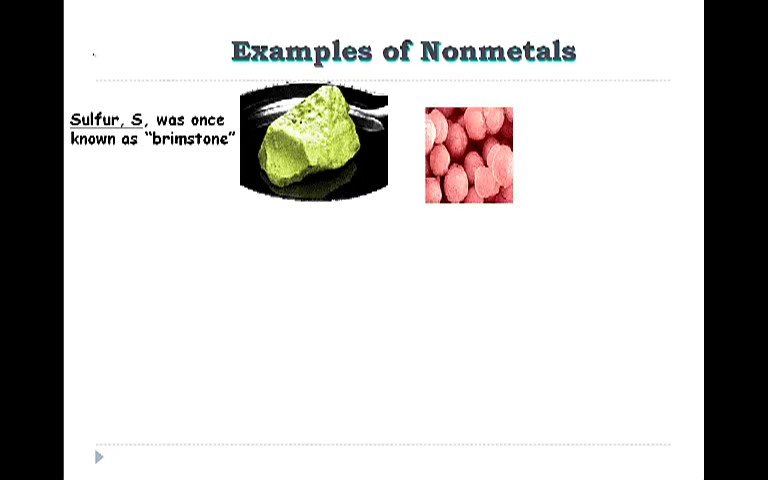 Examples of Nonmetals
Sulfur, S, was once
known as “brimstone”